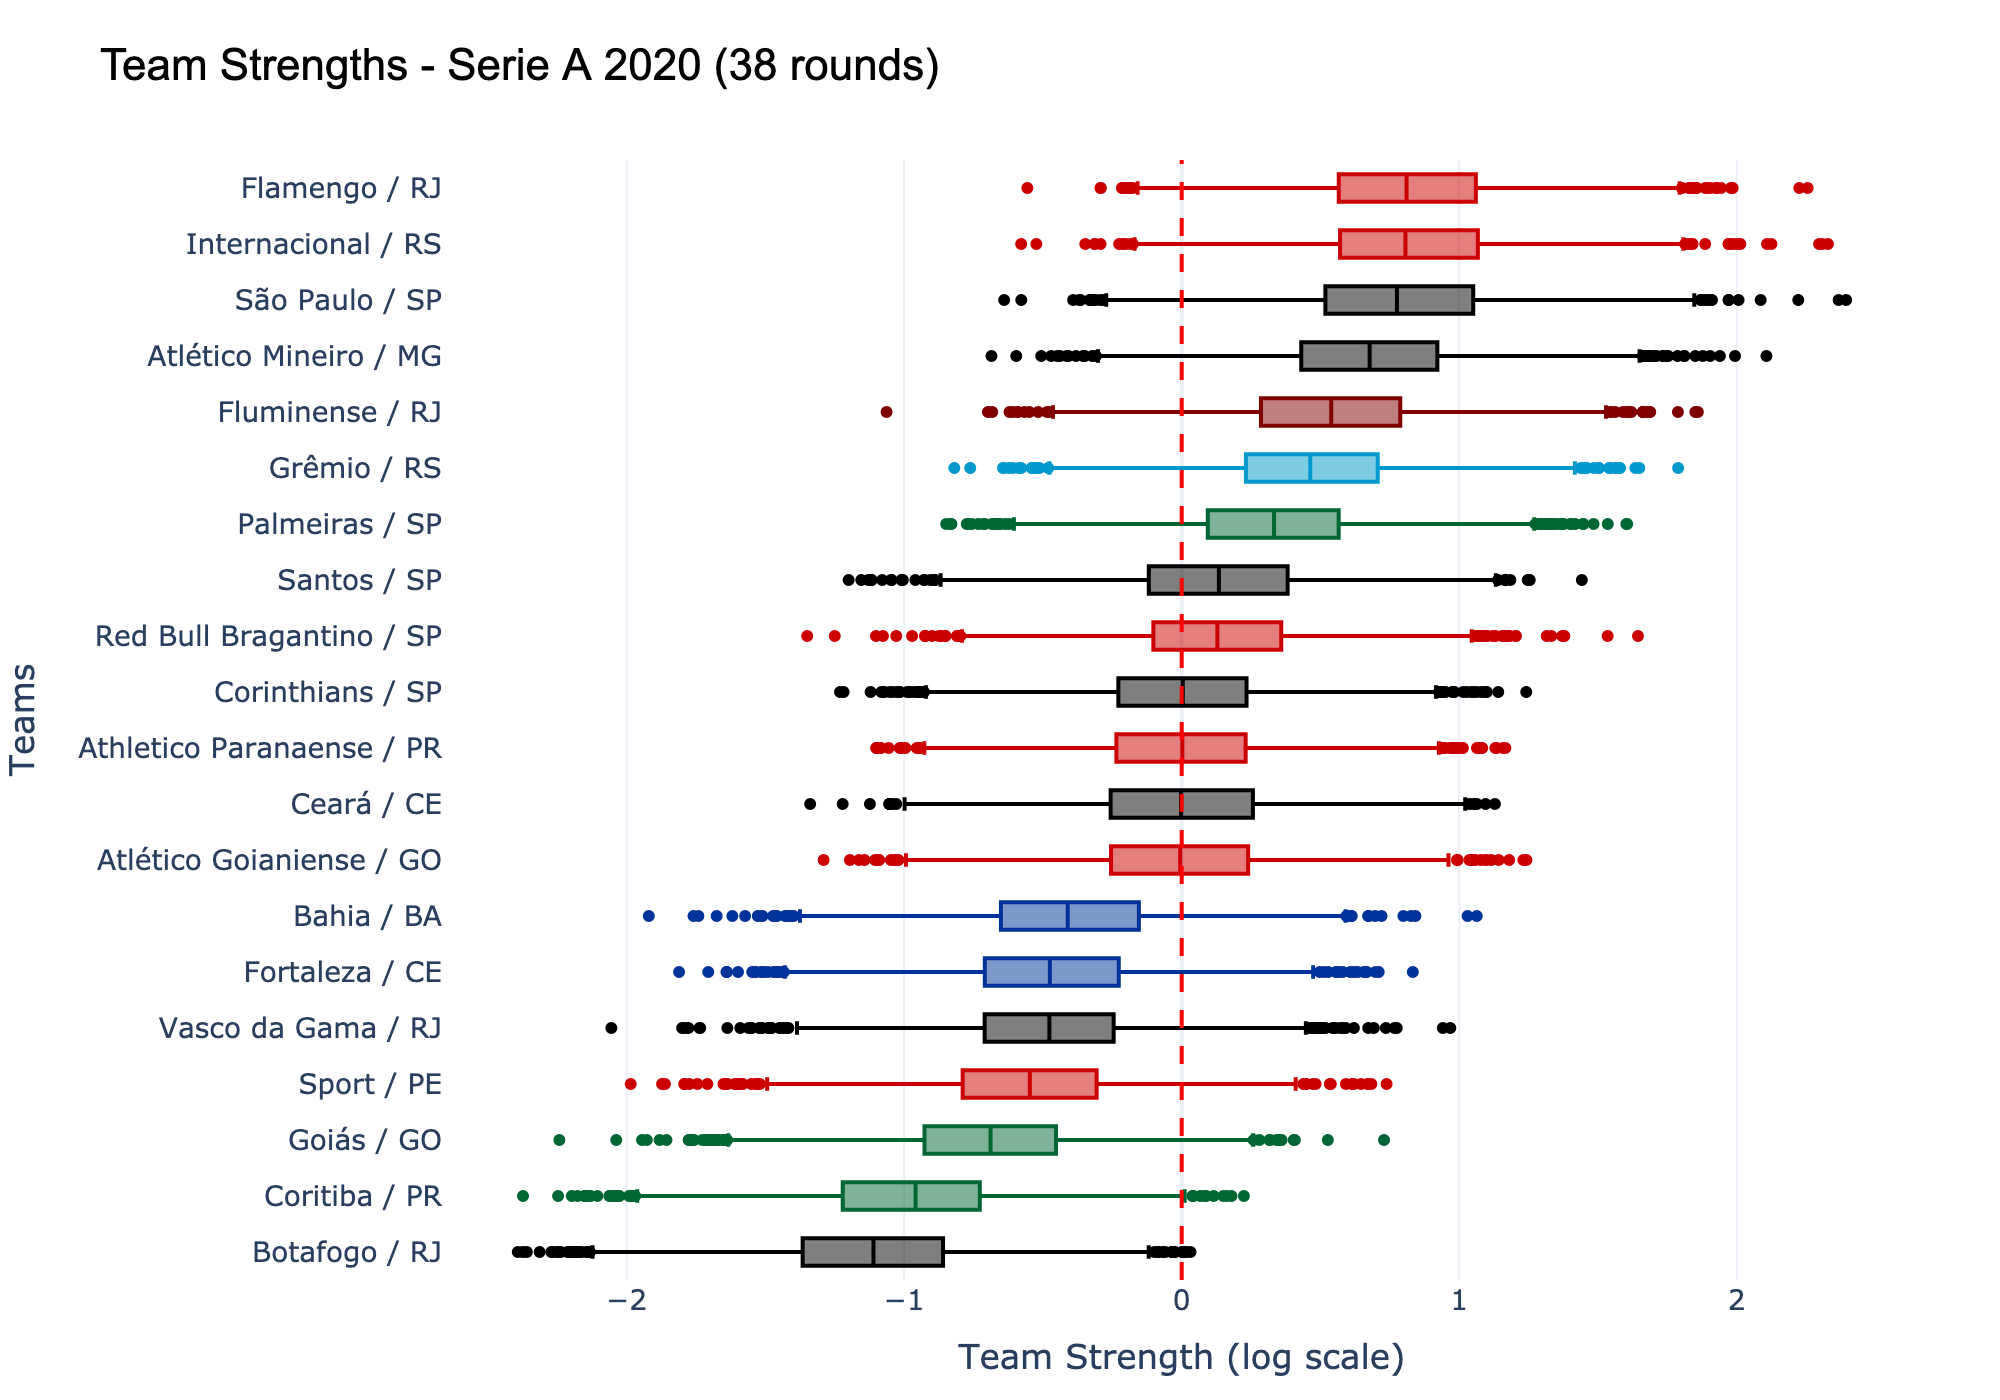 Team Strengths - Serie A 2020 (38 rounds)
Teams
Flamengo / RJ
Internacional / RS
São Paulo / SP
Atlético Mineiro / MG
Fluminense / RJ
Grêmio / RS
Palmeiras / SP
Santos / SP
Red Bull Bragantino / SP
Corinthians / SP
Athletico Paranaense / PR
Ceará / CE
Atlético Goianiense / GO
Bahia / BA
Fortaleza / CE
Vasco da Gama / RJ
Sport / PE
Goiás / GO
Coritiba / PR
Botafogo / RJ
−2 −1 0 1 2
Team Strength (log scale)